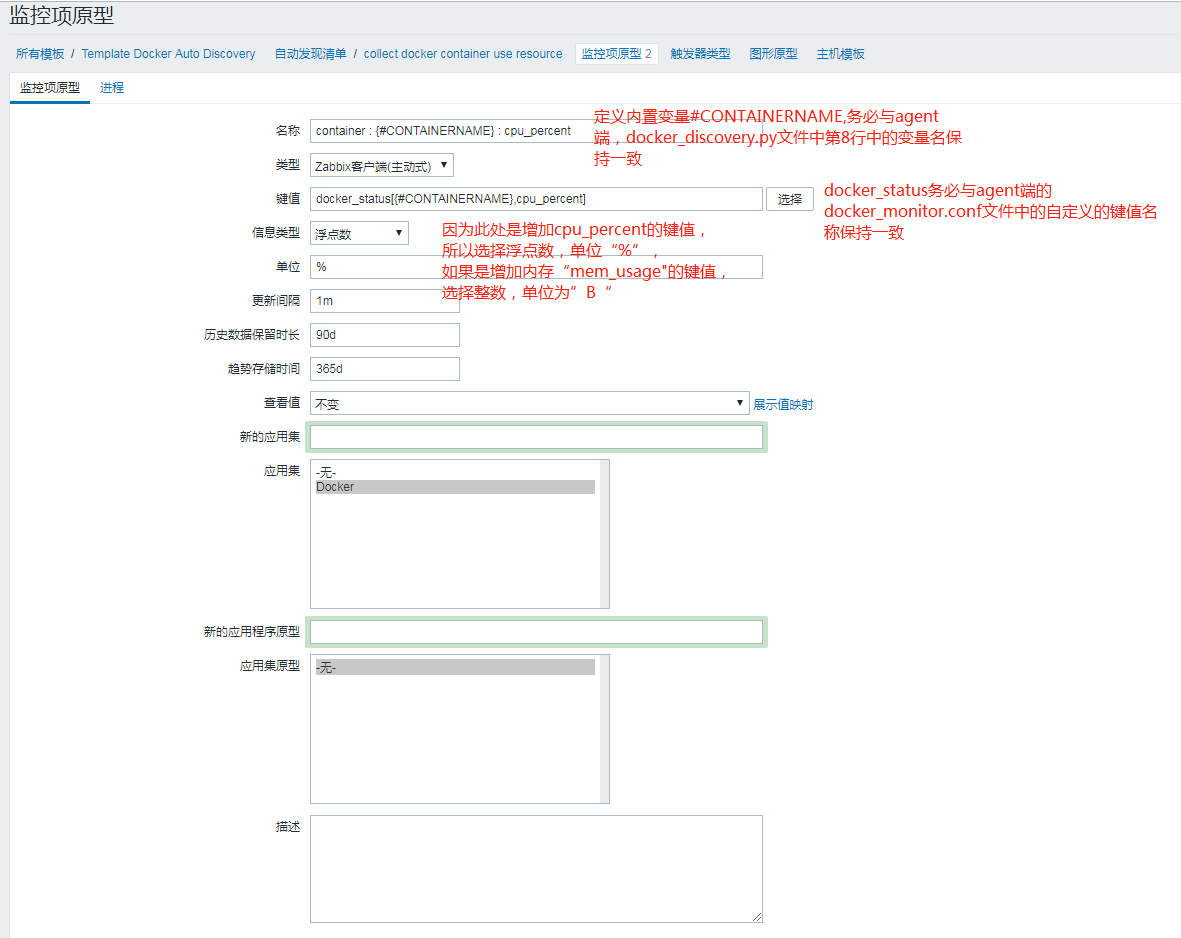 监控项原型
所有模板 / Template Docker Auto Discovery 自动发现清单 / collect docker container use resource 监控项原型 2 触发器类型 图形原型 主机模板
监控项原型 进程
名称 container : {#CONTAINERNAME} : cpu_percent
定义内置变量#CONTAINERNAME,务必与agent
端，docker_discovery.py文件中第8行中的变量名保
持一致
类型 Zabbix客户端(主动式)
键值 docker_status[{#CONTAINERNAME},cpu_percent] 选择
docker_status务必与agent端的
docker_monitor.conf文件中的自定义的键值名
称保持一致
信息类型 浮点数
因为此处是增加cpu_percent的键值，
所以选择浮点数，单位“%”，
如果是增加内存“mem_usage"的键值，
选择整数，单位为”B“
单位 %
更新间隔 1m
历史数据保留时长 90d
趋势存储时间 365d
查看值 不变 展示值映射
新的应用集
应用集 -无-
Docker
新的应用程序原型
应用集原型 -无-
描述